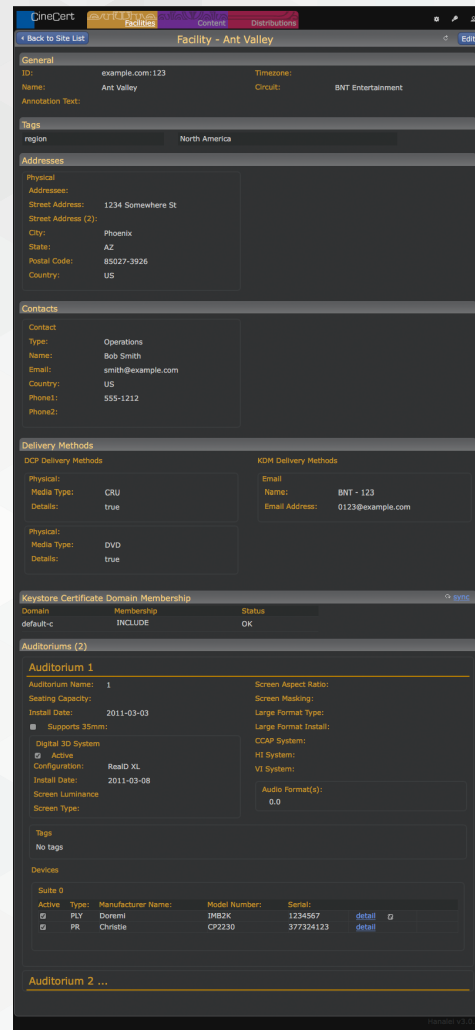 CineCert
Facilities Content Distributions
Back to Site List
Facility - Ant Valley
Edit
General
ID: example.com:123 Timezone:
Name: Ant Valley Circuit: BNT Entertainment
Annotation Text:
Tags
region North America
Addresses
Physical
Addressee:
Street Address: 1234 Somewhere St
Street Address (2):
City: Phoenix
State: AZ
Postal Code: 85027-3926
Country: US
Contacts
Contact
Type: Operations
Name: Bob Smith
Email: smith@example.com
Country: US
Phone1: 555-1212
Phone2:
Delivery Methods
DCP Delivery Methods KDM Delivery Methods
Physical: Email
Media Type: CRU Name: BNT - 123
Details: true Email Address: 0123@example.com
Physical:
Media Type: DVD
Details: true
Keystore Certificate Domain Membership sync
Domain Membership Status
default-c INCLUDE OK
Auditoriums (2)
Auditorium 1
Auditorium Name: 1 Screen Aspect Ratio:
Seating Capacity: Screen Masking:
Install Date: 2011-03-03 Large Format Type:
Supports 35mm: Large Format Install:
Digital 3D System CCAP System:
Active HI System:
Configuration: RealD XL VI System:
Install Date: 2011-03-08
Screen Luminance Audio Format(s):
Screen Type: 0.0
Tags
No tags
Devices
Suite 0
Active Type: Manufacturer Name: Model Number: Serial:
PLY Doremi IMB2K 1234567 detail
PR Christie CP2230 377324123 detail
Auditorium 2 ...